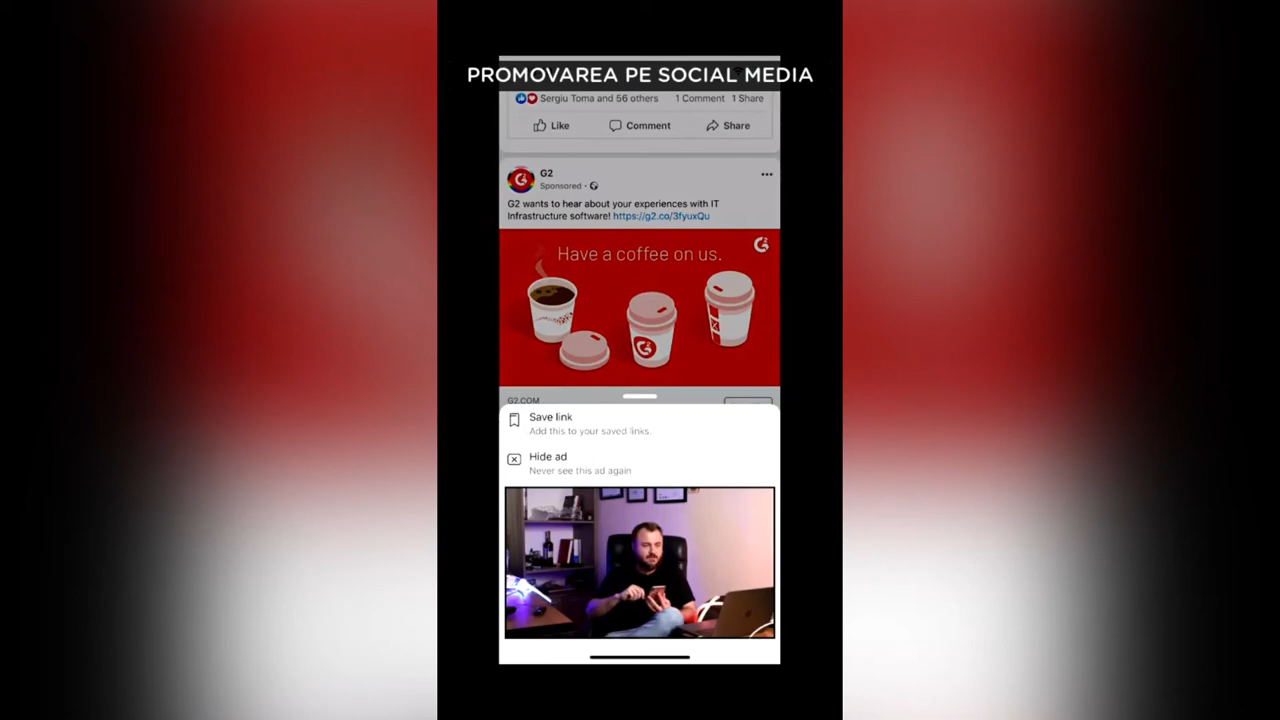 PROMOVAREA PE SOCIAL MEDIA
Sergiu Toma and 56 others 1 Comment 1 Share
Like Comment Share
G2
Sponsored ·
G2 wants to hear about your experiences with IT
Infrastructure software! https://g2.co/3fyuxQu
Have a coffee on us.
G2.COM
Save link
Add this to your saved links.
Hide ad
Never see this ad again